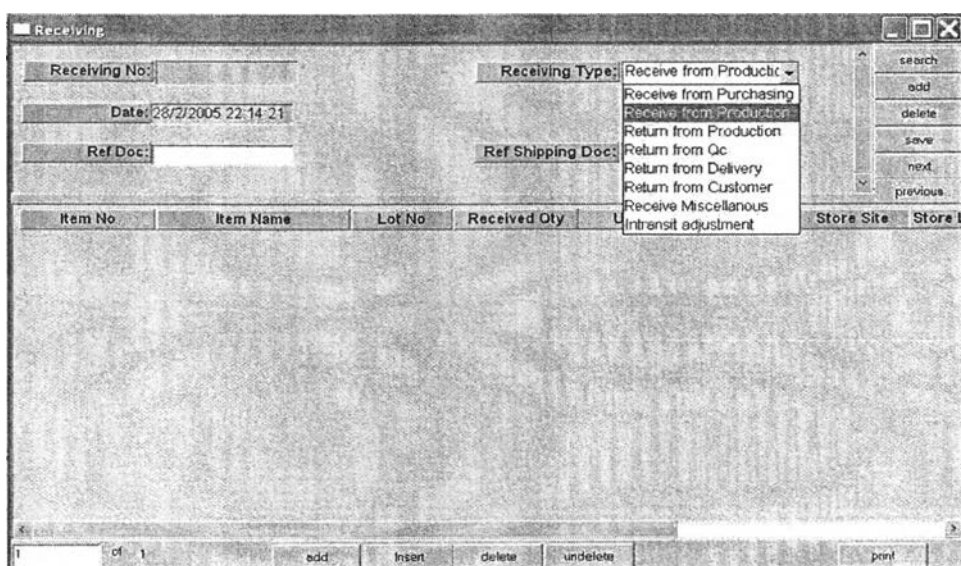 Receiving
Receiving No:
Receiving Type: Receive from Productic
Receive from Purchasing
Receive from Production
Return from Production
Return from Qc
Return from Delivery
Return from Customer
Receive Miscellanous
Intransit adjustment
Date: 28/2/2005 22:14:21
Ref Doc:
Ref Shipping Doc:
search
add
delete
save
next
previous
Item No Item Name Lot No Received Qty U Store Site Store L
1 of 1 add Insert delete undelete print